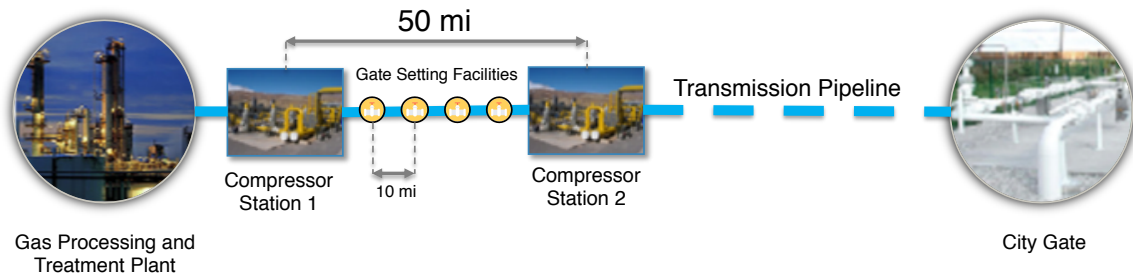 50 mi
Gate Setting Facilities
Transmission Pipeline
10 mi
Compressor
Station 1
Compressor
Station 2
Gas Processing and
Treatment Plant
City Gate